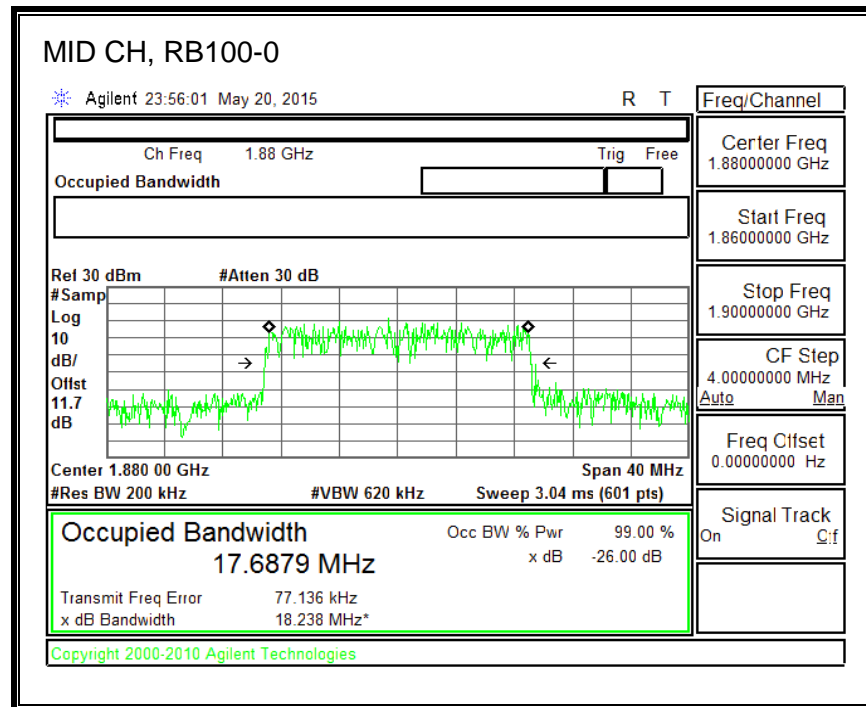 MID CH, RB100-0
Agilent 23:56:01 May 20, 2015 R T
Freq/Channel
Ch Freq 1.88 GHz Trig Free
Occupied Bandwidth
Center Freq
1.88000000 GHz
Start Freq
1.86000000 GHz
Stop Freq
1.90000000 GHz
CF Step
4.00000000 MHz
Auto Man
Freq Offset
0.00000000 Hz
Signal Track
On Off
Ref 30 dBm #Atten 30 dB
#Samp
Log
10
dB/
Offst
11.7
dB
Center 1.880 00 GHz Span 40 MHz
#Res BW 200 kHz #VBW 620 kHz Sweep 3.04 ms (601 pts)
Occupied Bandwidth
17.6879 MHz
Occ BW % Pwr 99.00 %
x dB -26.00 dB
Transmit Freq Error 77.136 kHz
x dB Bandwidth 18.238 MHz*
Copyright 2000-2010 Agilent Technologies